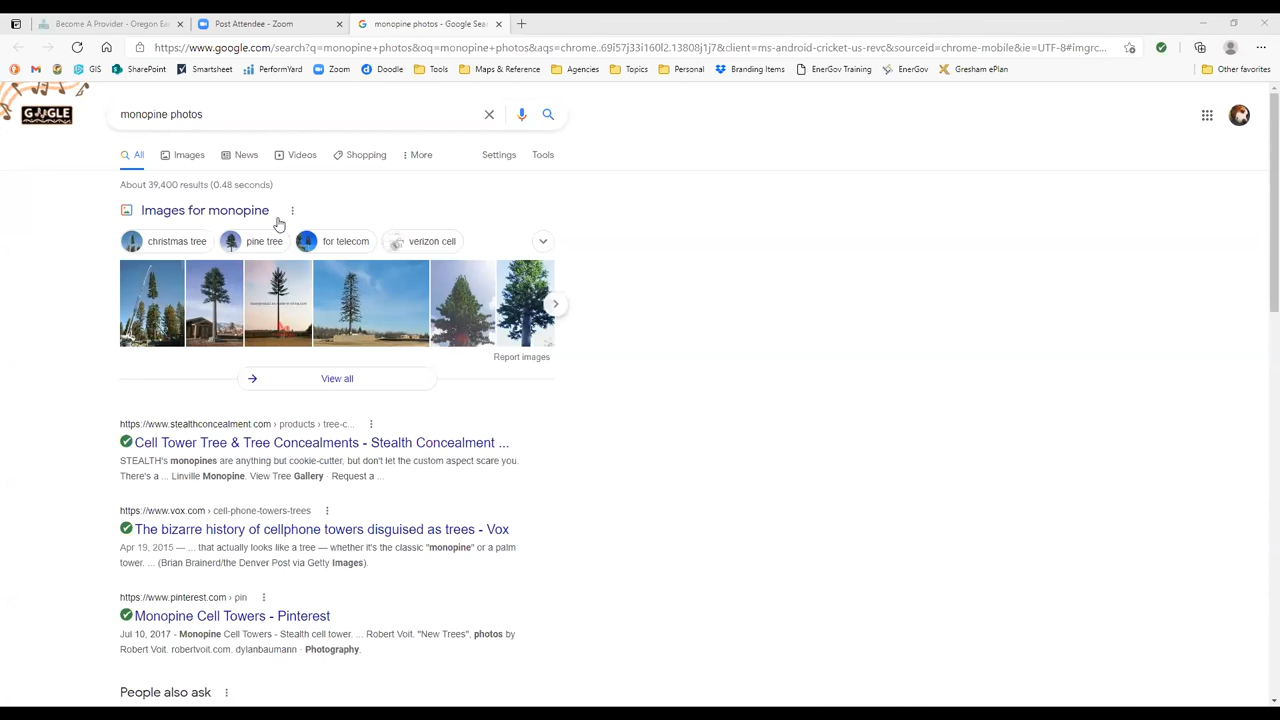 Become A Provider - Oregon Ea
Post Attendee - Zoom
monopine photos - Google Sea
https://www.google.com/search?q=monopine+photos&oq=monopine+photos&aqs=chrome..69i57j33i160l2.13808j1j7&client=ms-android-cricket-us-revc&sourceid=chrome-mobile&ie=UTF-8#imgrc...
GIS SharePoint Smartsheet PerformYard Zoom Doodle Tools Maps & Reference Agencies Topics Personal Branding Items EnerGov Training EnerGov Gresham ePlan Other favorites
GOOGLE
monopine photos
All Images News Videos Shopping More Settings Tools
About 39,400 results (0.48 seconds)
Images for monopine
christmas tree pine tree for telecom verizon cell
Report images
View all
https://www.stealthconcealment.com › products › tree-c...
Cell Tower Tree & Tree Concealments - Stealth Concealment ...
STEALTH's monopines are anything but cookie-cutter, but don't let the custom aspect scare you.
There's a ... Linville Monopine. View Tree Gallery · Request a ...
https://www.vox.com › cell-phone-towers-trees
The bizarre history of cellphone towers disguised as trees - Vox
Apr 19, 2015 — ... that actually looks like a tree — whether it's the classic "monopine" or a palm
tower. ... (Brian Brainerd/the Denver Post via Getty Images).
https://www.pinterest.com › pin
Monopine Cell Towers - Pinterest
Jul 10, 2017 - Monopine Cell Towers - Stealth cell tower. ... Robert Voit. "New Trees", photos by
Robert Voit. robertvoit.com. dylanbaumann · Photography.
People also ask